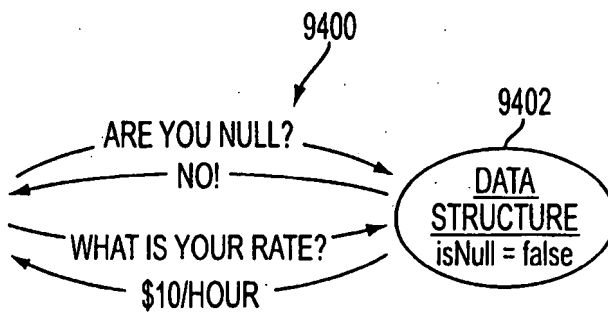 9400
9402
ARE YOU NULL?
NO!
WHAT IS YOUR RATE?
$10/HOUR
DATA
STRUCTURE
isNull = false